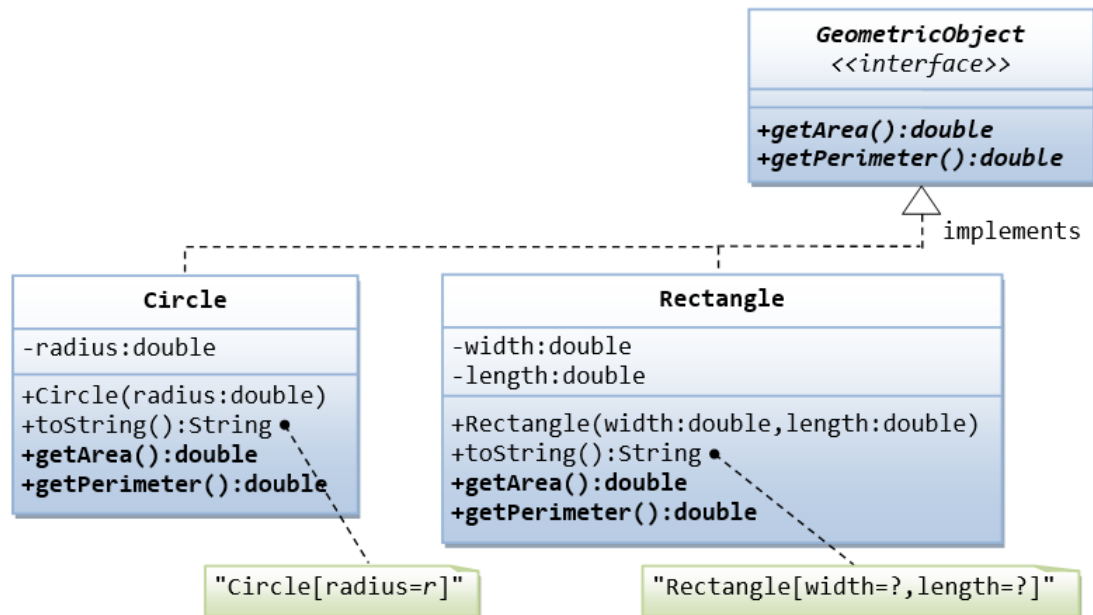 GeometricObject
<<interface>>
+getArea():double
+getPerimeter():double
implements
Circle
-radius:double
+Circle(radius:double)
+toString():String
+getArea():double
+getPerimeter():double
"Circle[radius=r]"
Rectangle
-width:double
-length:double
+Rectangle(width:double,length:double)
+toString():String
+getArea():double
+getPerimeter():double
"Rectangle[width=?,length=?]"